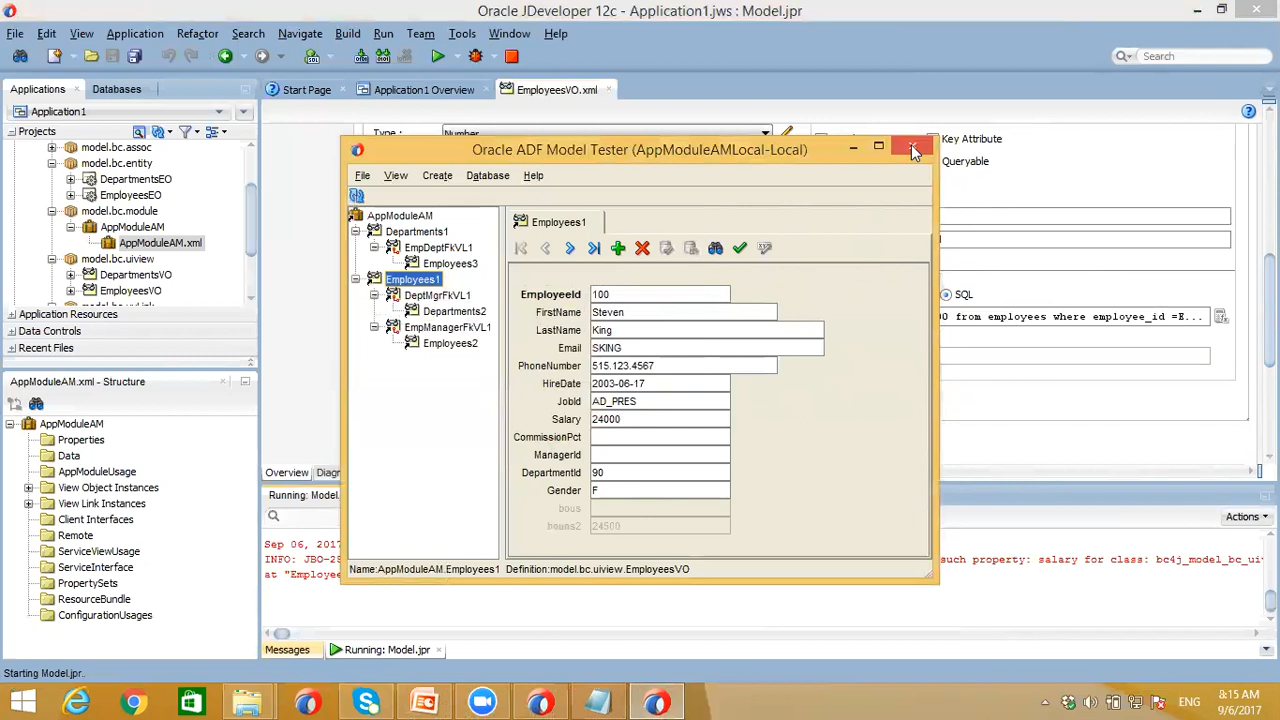 Oracle JDeveloper 12c - Application1.jws : Model.jpr
File Edit View Application Refactor Search Navigate Build Run Team Tools Window Help
Search
Applications Databases
Start Page Application1 Overview EmployeesVO.xml
Application1
Projects
model.bc.assoc
model.bc.entity
DepartmentsEO
EmployeesEO
model.bc.module
AppModuleAM
AppModuleAM.xml
model.bc.uiview
DepartmentsVO
EmployeesVO
Application Resources
Data Controls
Recent Files
AppModuleAM.xml - Structure
AppModuleAM
Properties
Data
AppModuleUsage
View Object Instances
View Link Instances
Client Interfaces
Remote
ServiceViewUsage
ServiceInterface
PropertySets
ResourceBundle
ConfigurationUsages
Type : Number
Key Attribute
Queryable
SQL
00 from employees where employee_id =E...
Oracle ADF Model Tester (AppModuleAMLocal-Local)
File View Create Database Help
AppModuleAM
Departments1
EmpDeptFkVL1
Employees3
Employees1
DeptMgrFkVL1
Departments2
EmpManagerFkVL1
Employees2
Employees1
EmployeeId 100
FirstName Steven
LastName King
Email SKING
PhoneNumber 515.123.4567
HireDate 2003-06-17
JobId AD_PRES
Salary 24000
CommissionPct
ManagerId
DepartmentId 90
Gender F
bous
bouns2 24500
Name:AppModuleAM.Employees1 Definition:model.bc.uiview.EmployeesVO
Overview Diagr
Running: Model.
Actions
Sep 06, 2017
INFO: JBO-25 such property: salary for class: bc4j_model_bc_uiv
at "Employee
Messages Running: Model.jpr
Starting Model.jpr..
ENG 8:15 AM
9/6/2017